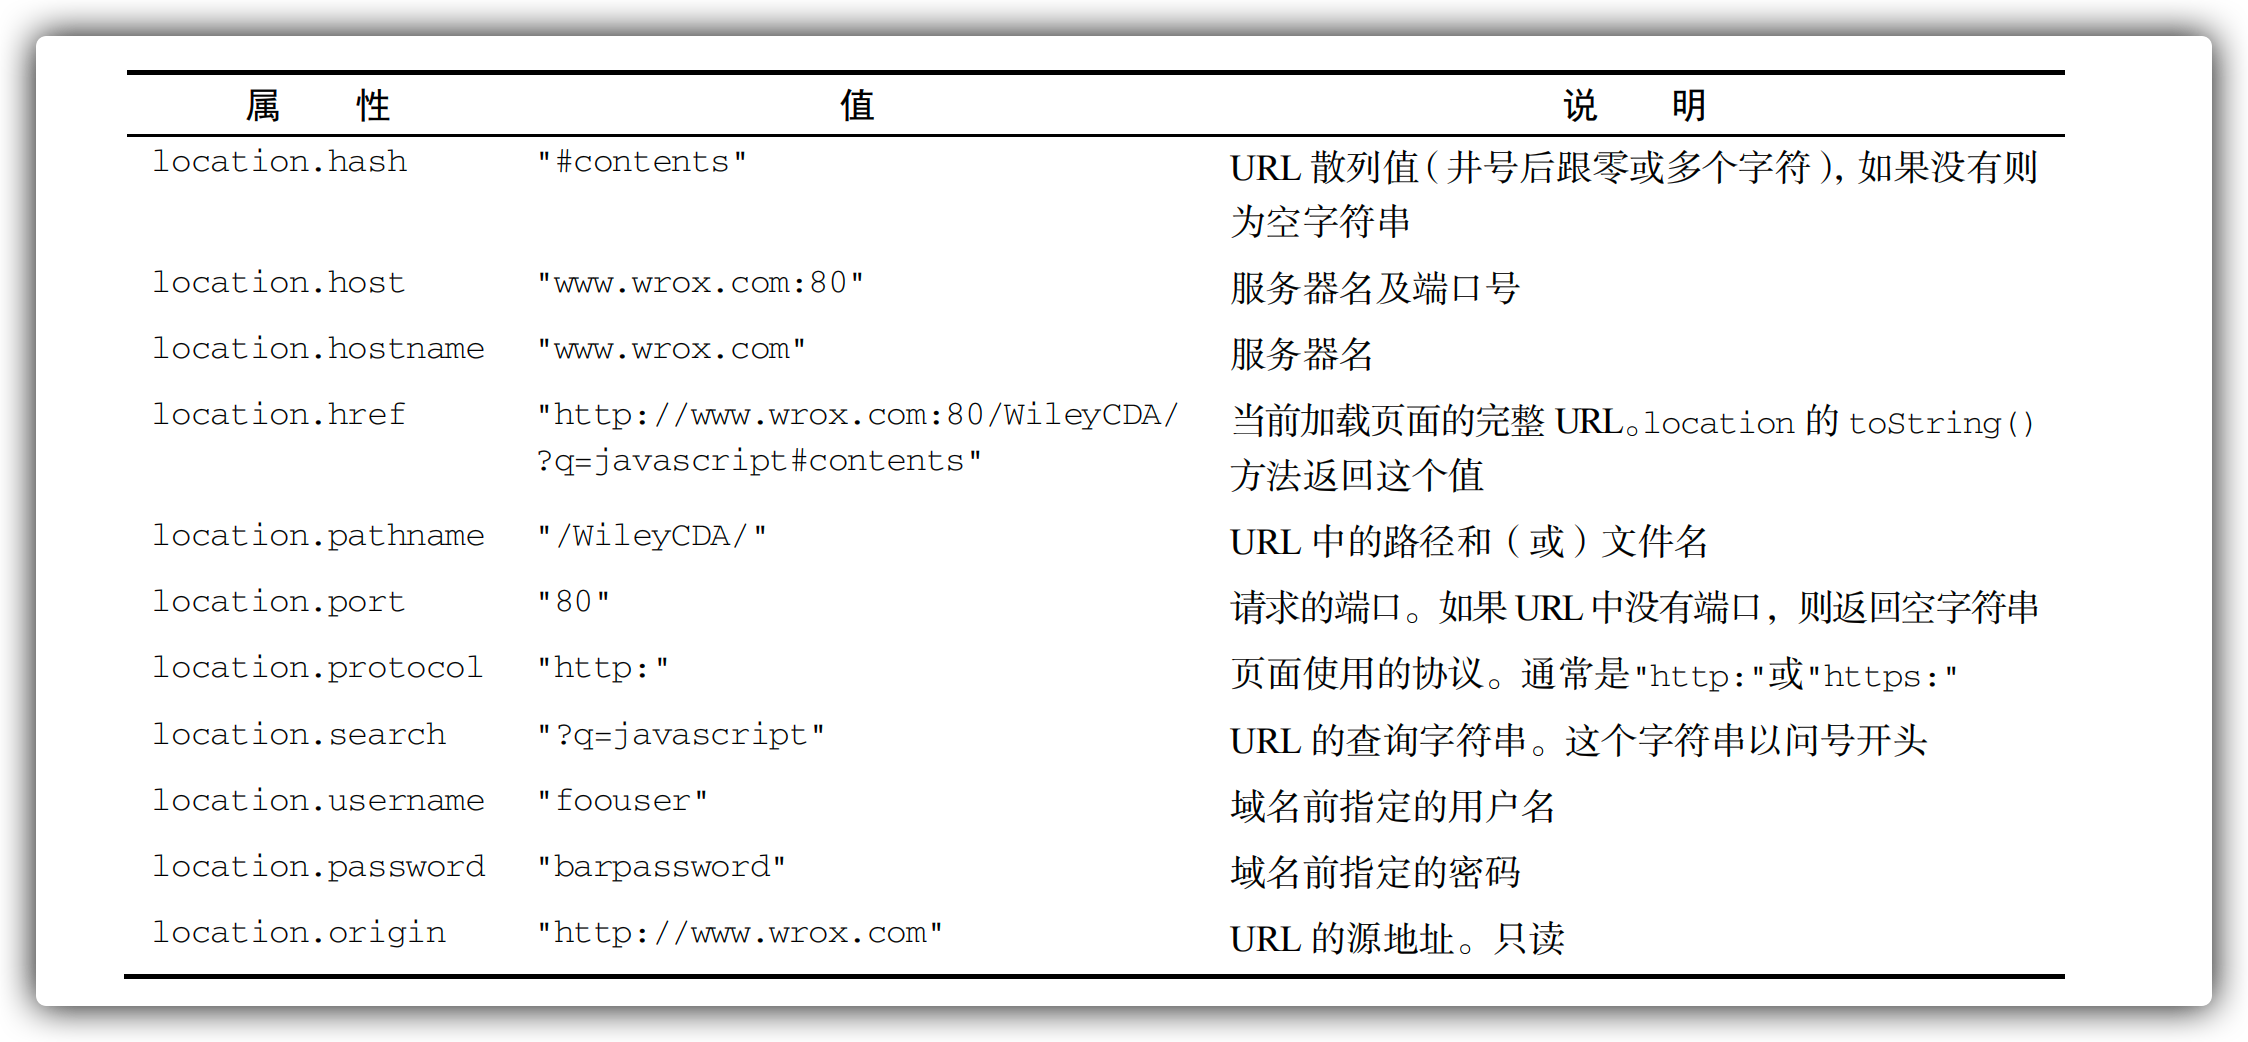 属 性 值 说 明
location.hash "#contents" URL 散列值（井号后跟零或多个字符），如果没有则
为空字符串
location.host "www.wrox.com:80" 服务器名及端口号
location.hostname "www.wrox.com" 服务器名
location.href "http://www.wrox.com:80/WileyCDA/ 当前加载页面的完整 URL。location 的 toString()
?q=javascript#contents" 方法返回这个值
location.pathname "/WileyCDA/" URL 中的路径和（或）文件名
location.port "80" 请求的端口。如果 URL 中没有端口，则返回空字符串
location.protocol "http:" 页面使用的协议。通常是"http:"或"https:"
location.search "?q=javascript" URL 的查询字符串。这个字符串以问号开头
location.username "foouser" 域名前指定的用户名
location.password "barpassword" 域名前指定的密码
location.origin "http://www.wrox.com" URL 的源地址。只读